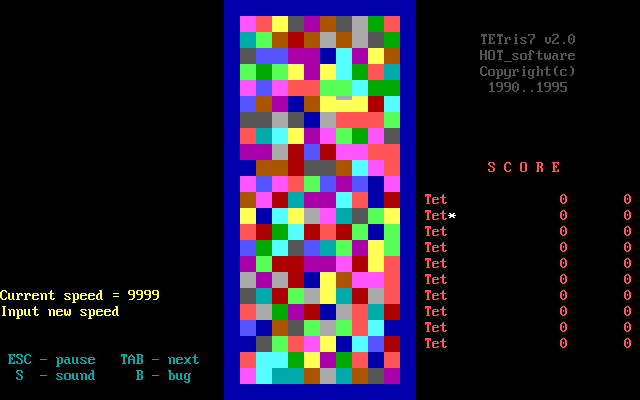 TETris7 v2.0
HOT_software
Copyright(c)
1990..1995
S C O R E
Tet 0 0
Tet* 0 0
Tet 0 0
Tet 0 0
Tet 0 0
Tet 0 0
Tet 0 0
Tet 0 0
Tet 0 0
Tet 0 0
Current speed = 9999
Input new speed
ESC - pause TAB - next
S - sound B - bug